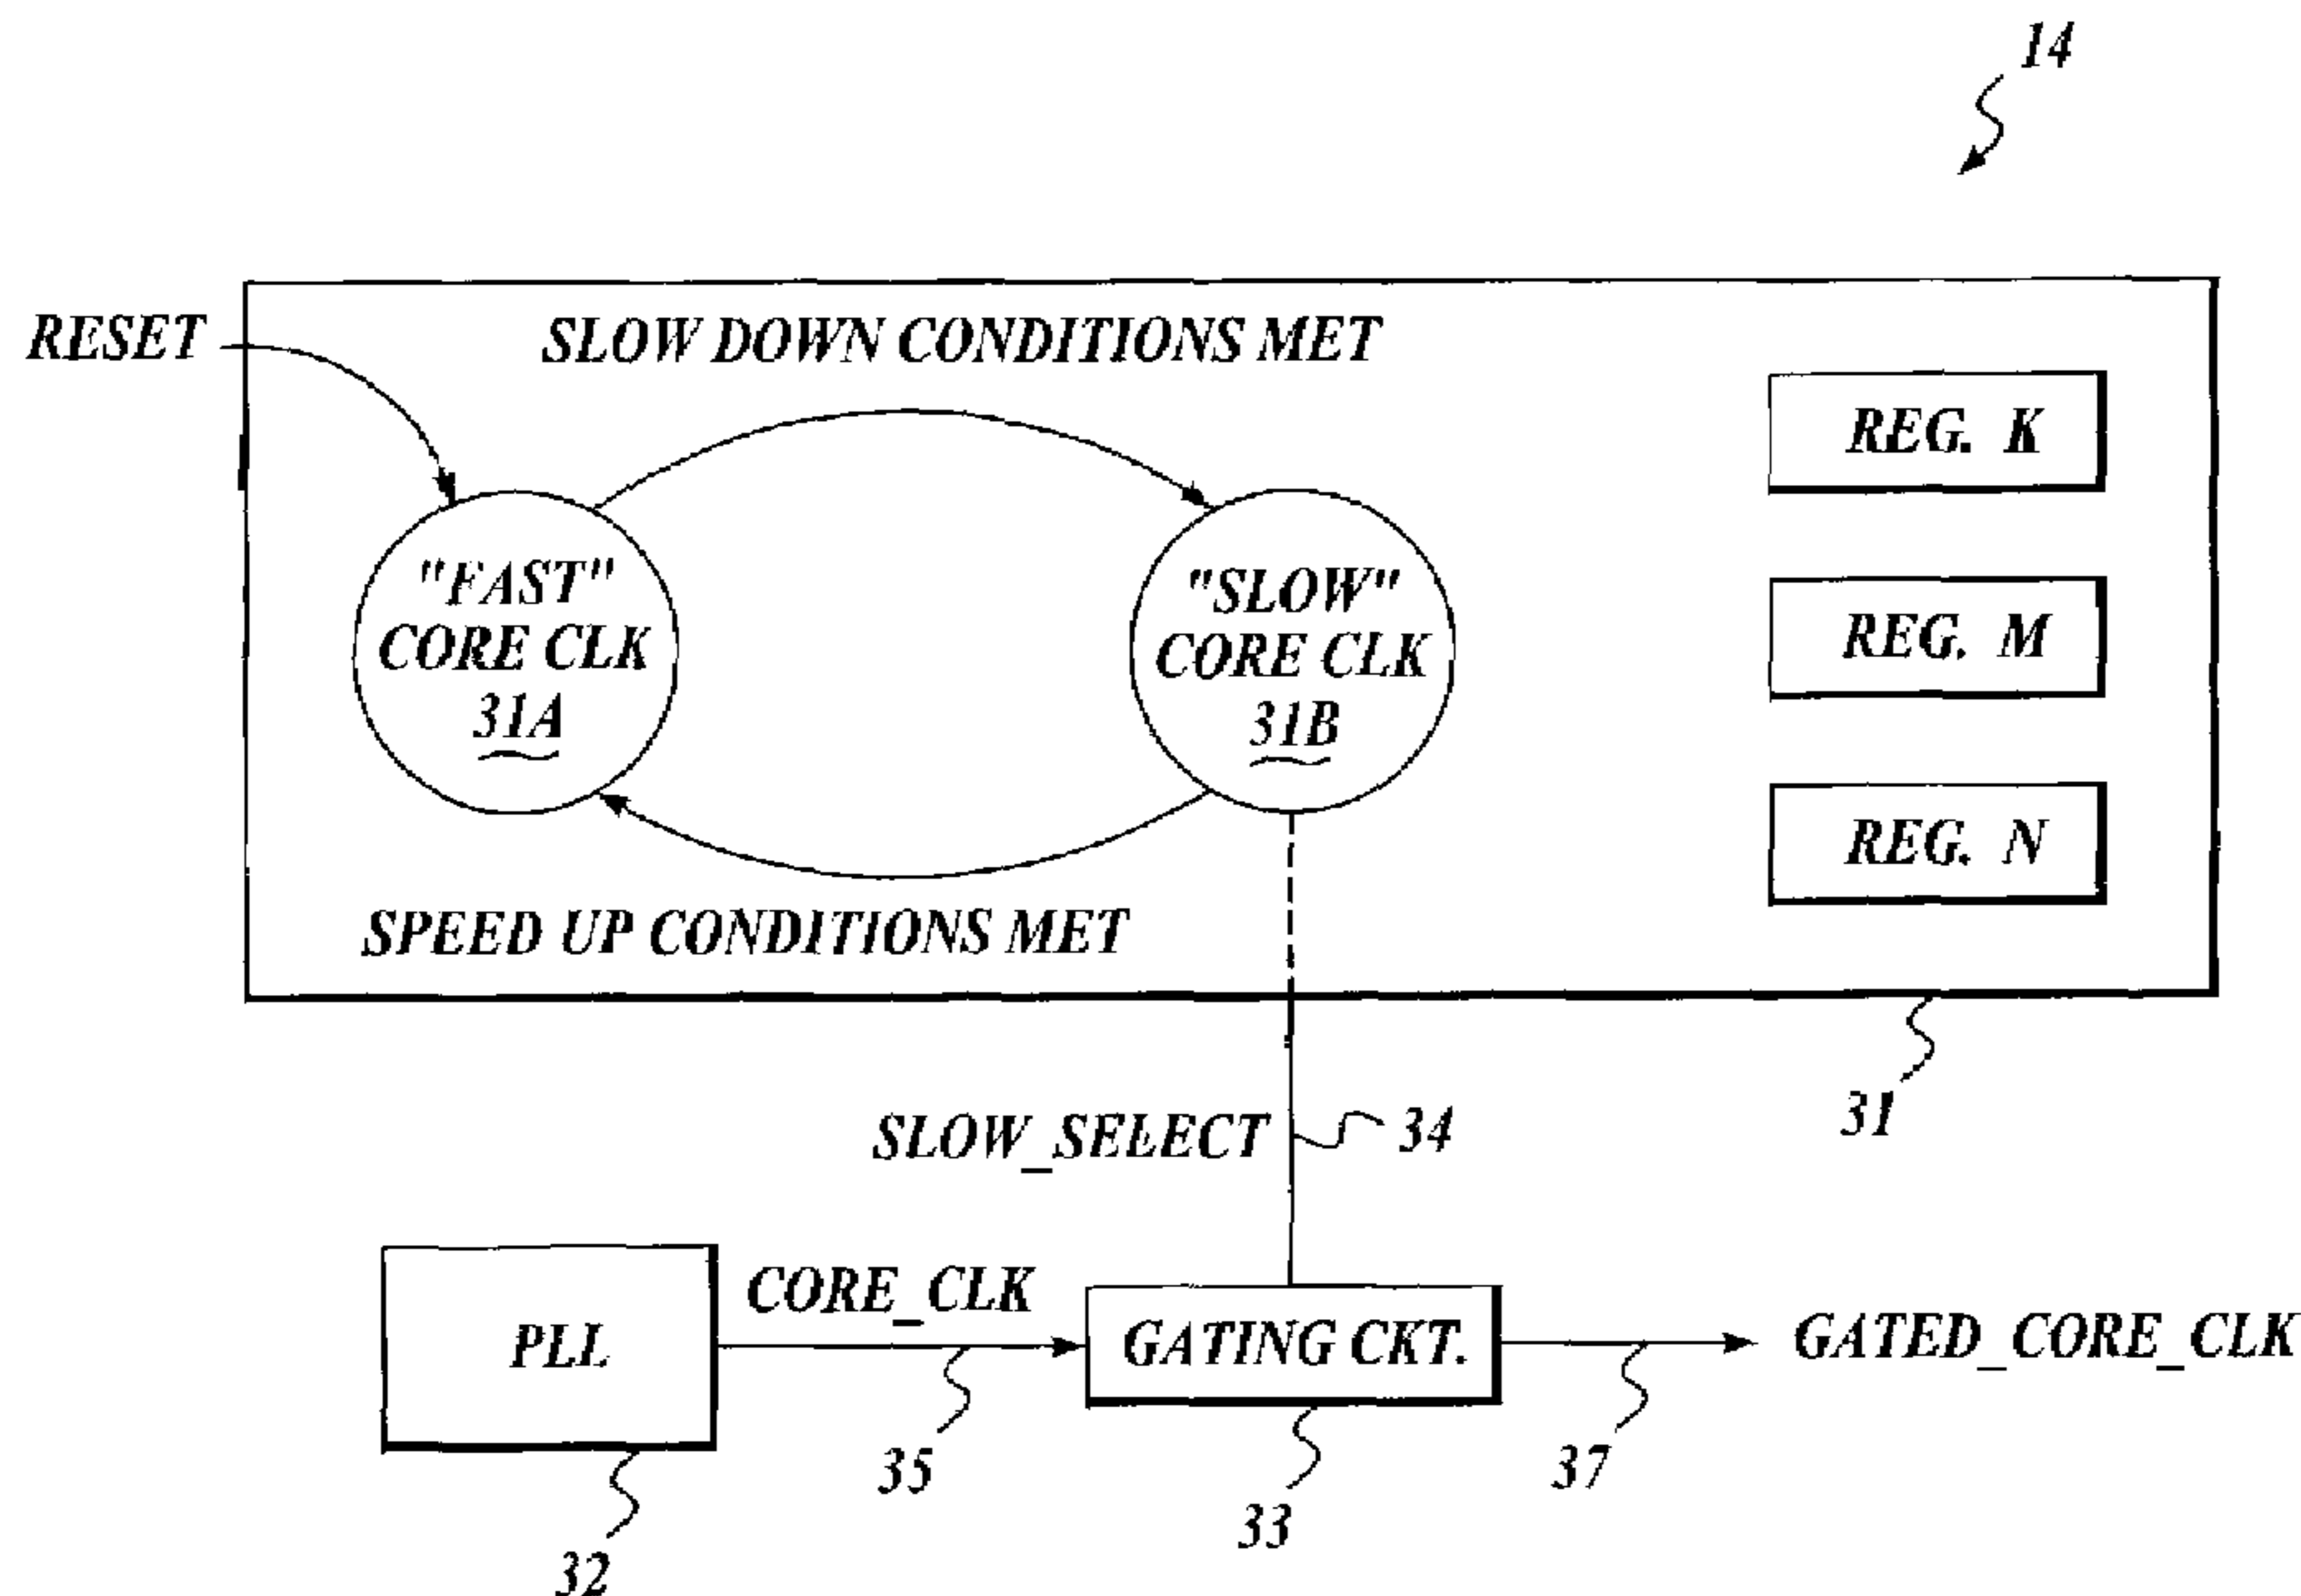 14
RESET
SLOW DOWN CONDITIONS MET
REG. K
"FAST"
CORE CLK
31A
"SLOW"
CORE CLK
31B
REG. M
REG. N
SPEED UP CONDITIONS MET
31
SLOW_SELECT
34
PLL
CORE_CLK
GATING CKT.
GATED_CORE_CLK
35
37
33
32